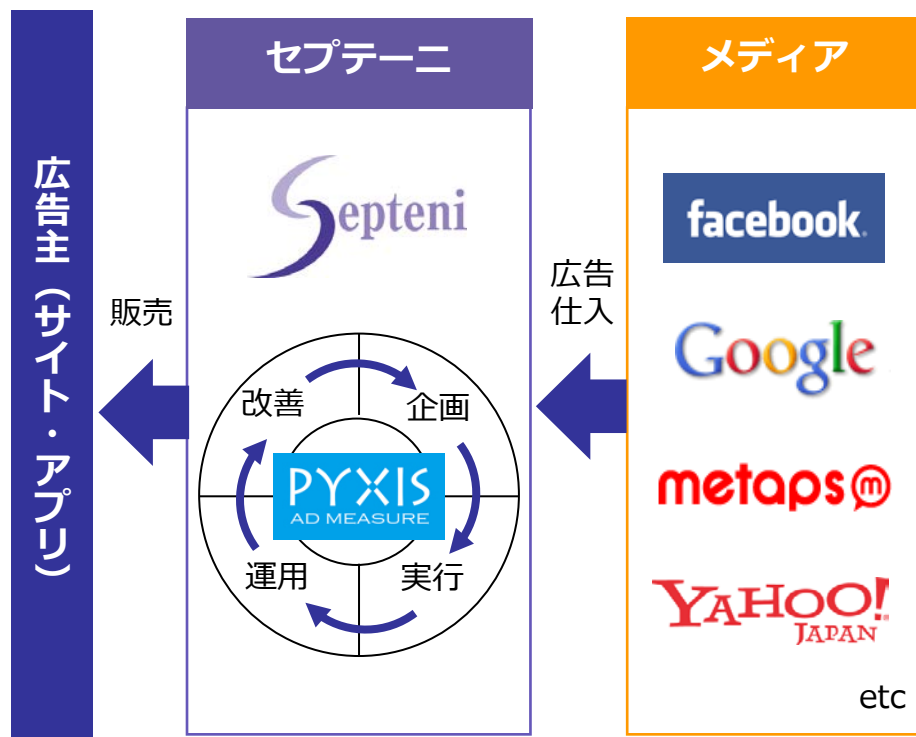 広告主（サイト・アプリ）
販売
セプテーニ
Septeni
改善
企画
PYXIS
AD MEASURE
運用
実行
広告
仕入
メディア
facebook®
Google
metaps m
YAHOO!
JAPAN
etc